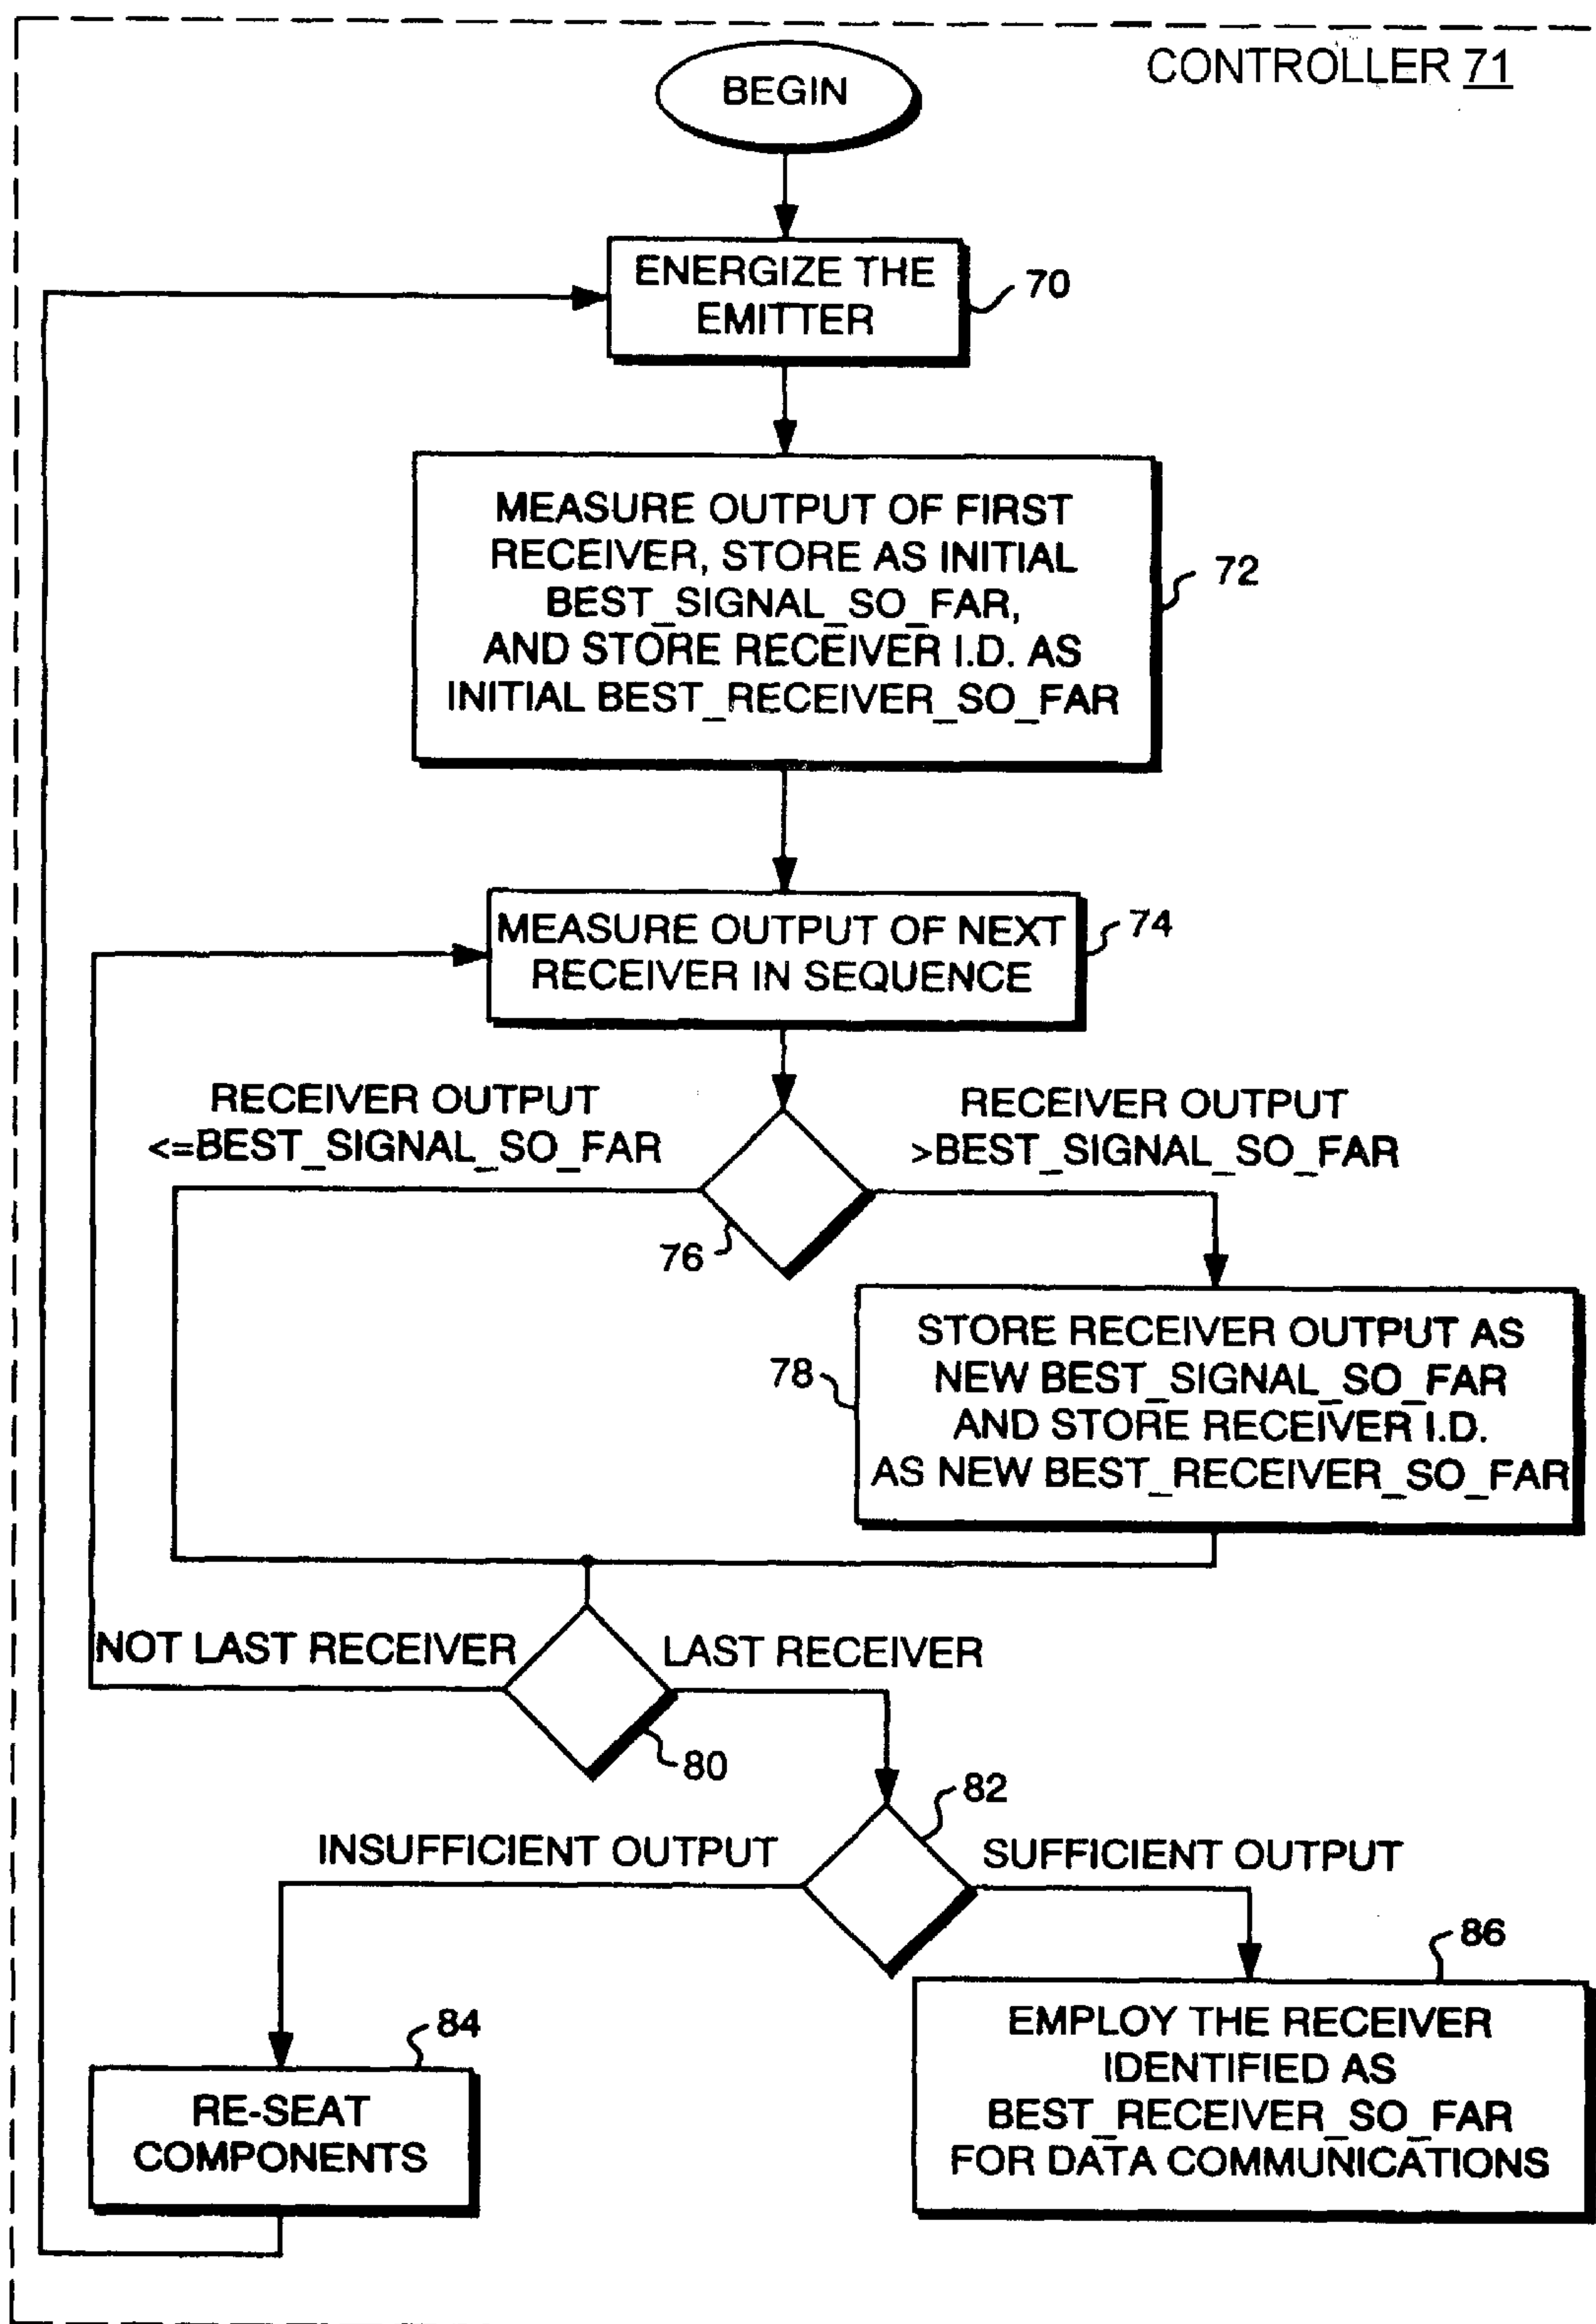 CONTROLLER 71
BEGIN
ENERGIZE THE
EMITTER
70
MEASURE OUTPUT OF FIRST
RECEIVER, STORE AS INITIAL
BEST_SIGNAL_SO_FAR,
AND STORE RECEIVER I.D. AS
INITIAL BEST_RECEIVER_SO_FAR
72
MEASURE OUTPUT OF NEXT
RECEIVER IN SEQUENCE
74
RECEIVER OUTPUT
<=BEST_SIGNAL_SO_FAR
RECEIVER OUTPUT
>BEST_SIGNAL_SO_FAR
76
STORE RECEIVER OUTPUT AS
NEW BEST_SIGNAL_SO_FAR
AND STORE RECEIVER I.D.
AS NEW BEST_RECEIVER_SO_FAR
78
NOT LAST RECEIVER
LAST RECEIVER
80
82
INSUFFICIENT OUTPUT
SUFFICIENT OUTPUT
84
RE-SEAT
COMPONENTS
86
EMPLOY THE RECEIVER
IDENTIFIED AS
BEST_RECEIVER_SO_FAR
FOR DATA COMMUNICATIONS